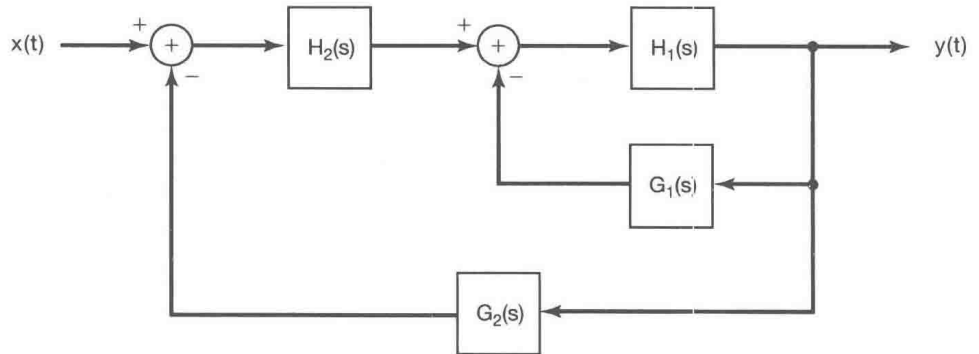 x(t)
+
+
−
H₂(s)
+
+
−
H₁(s)
y(t)
G₁(s)
G₂(s)